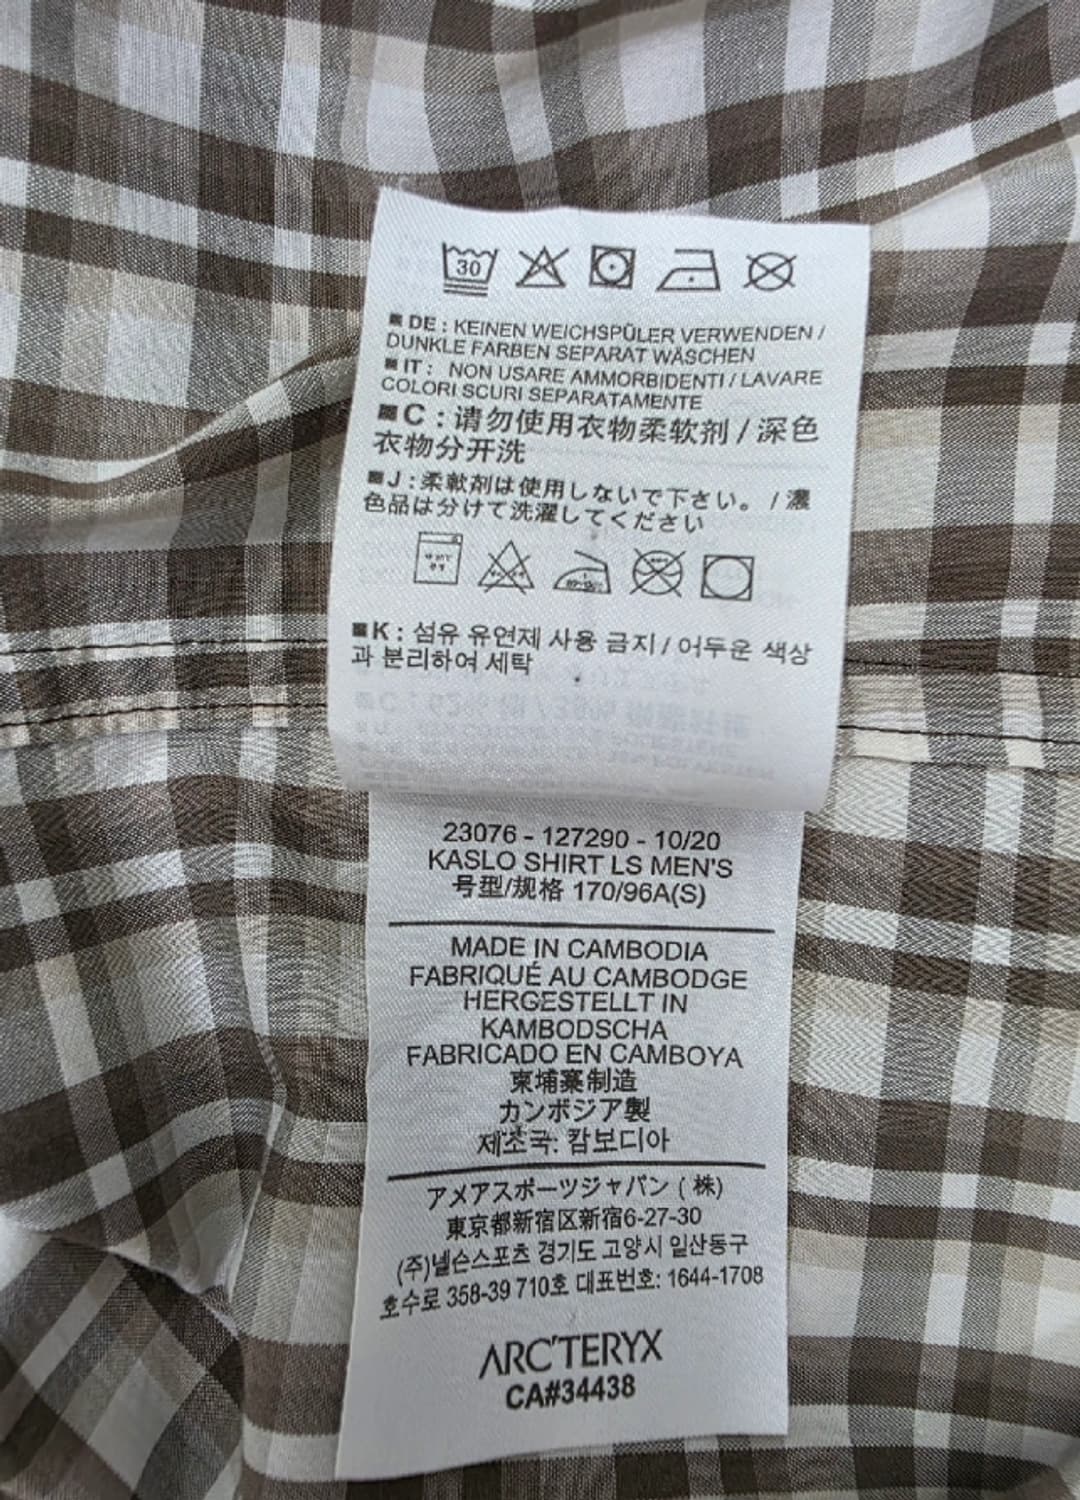 30
■ DE : KEINEN WEICHSPÜLER VERWENDEN /
DUNKLE FARBEN SEPARAT WASCHEN
■ IT : NON USARE AMMORBIDENTI / LAVARE
COLORI SCURI SEPARATAMENTE
■C : 请勿使用衣物柔软剂 / 深色
衣物分开洗
■J : 柔軟剤は使用しないで下さい。 / 濃
色品は分けて洗濯してください
■K : 섬유 유연제 사용 금지 / 어두운 색상
과 분리하여 세탁
23076 - 127290 - 10/20
KASLO SHIRT LS MEN'S
号型/规格 170/96A(S)
MADE IN CAMBODIA
FABRIQUÉ AU CAMBODGE
HERGESTELLT IN
KAMBODSCHA
FABRICADO EN CAMBOYA
柬埔寨制造
カンボジア製
제조국: 캄보디아
アメアスポーツジャパン ( 株)
東京都新宿区新宿6-27-30
(주)넬슨스포츠 경기도 고양시 일산동구
호수로 358-39 710호 대표번호: 1644-1708
ARC'TERYX
CA#34438